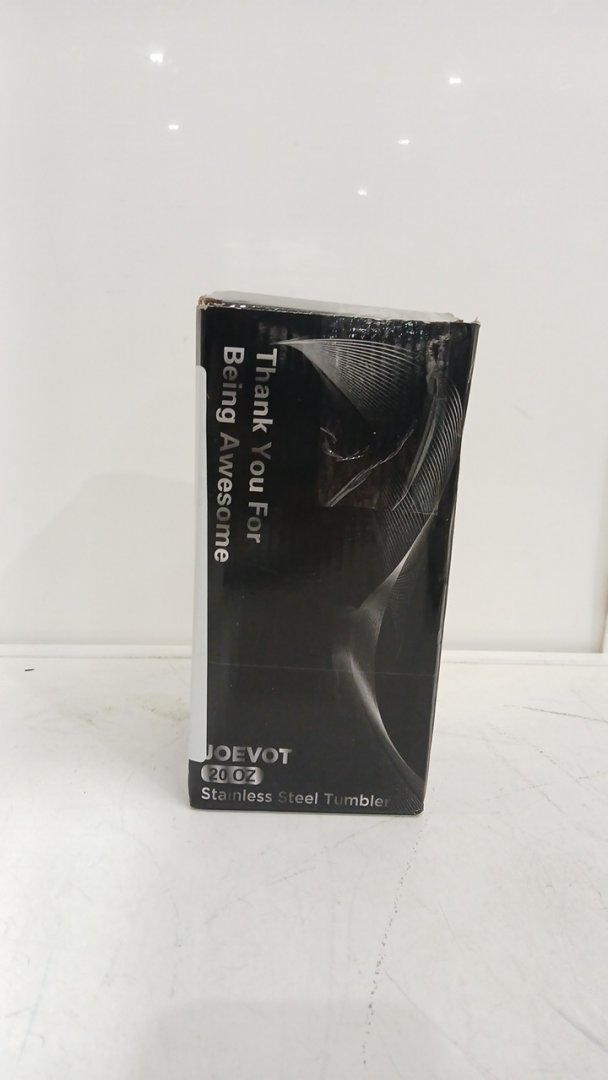 Thank You For
Being Awesome
JOEVOT
20 OZ
Stainless Steel Tumbler